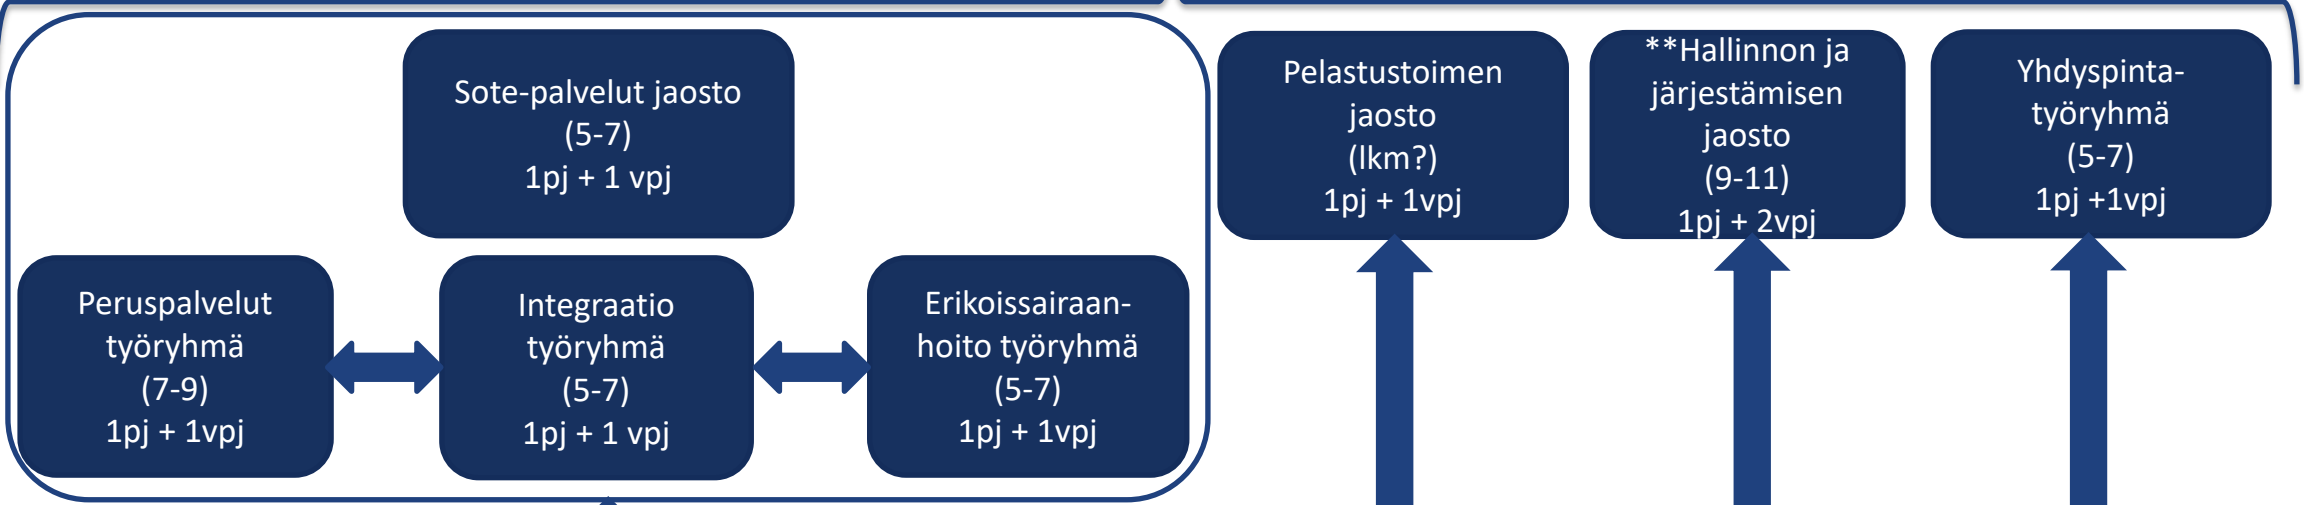 Sote-palvelut jaosto
(5-7)
1pj + 1 vpj
Pelastustoimen
jaosto
(lkm?)
1pj + 1vpj
**Hallinnon ja
järjestämisen
jaosto
(9-11)
1pj + 2vpj
Yhdyspinta-
työryhmä
(5-7)
1pj +1vpj
Peruspalvelut
työryhmä
(7-9)
1pj + 1vpj
Integraatio
työryhmä
(5-7)
1pj + 1 vpj
Erikoissairaan-
hoito työryhmä
(5-7)
1pj + 1vpj